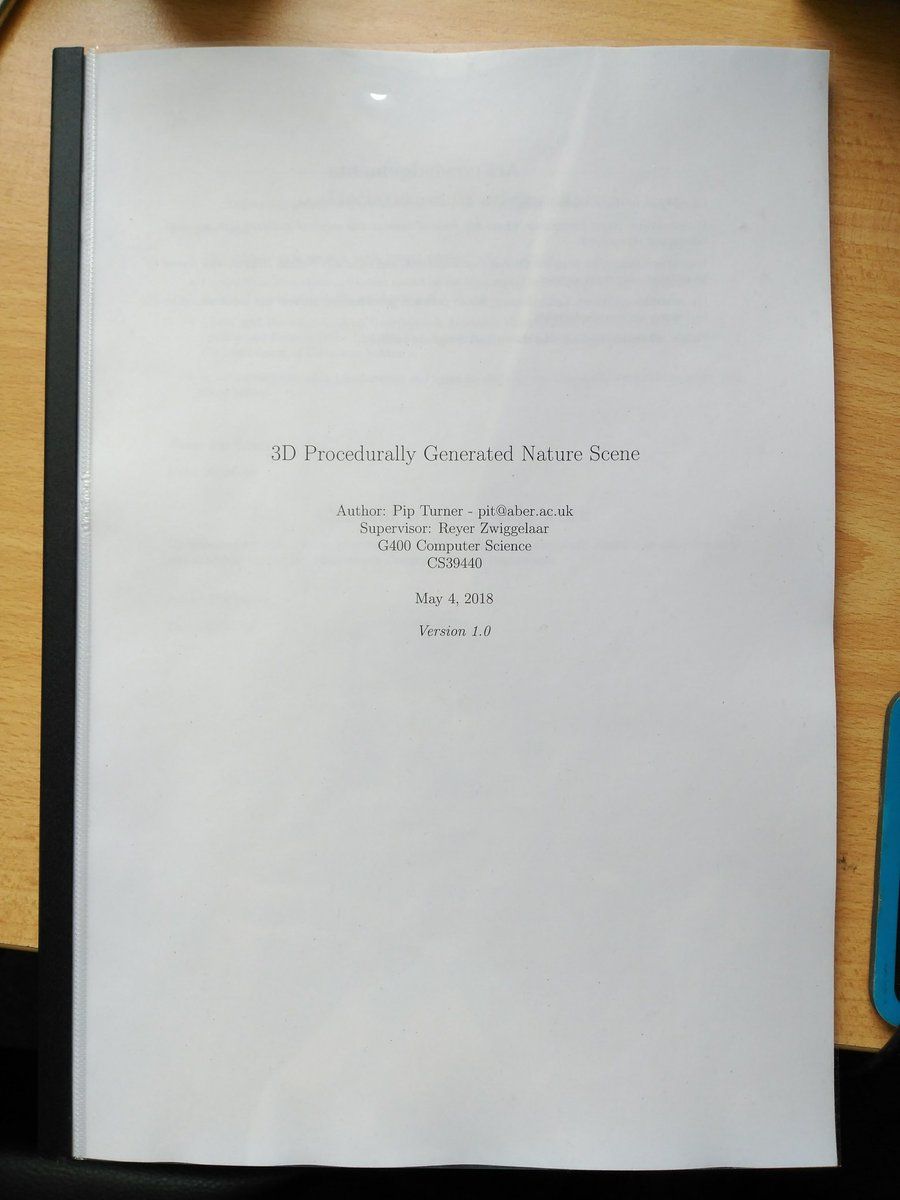 3D Procedurally Generated Nature Scene
Author: Pip Turner - pit@aber.ac.uk
Supervisor: Reyer Zwiggelaar
G400 Computer Science
CS39440
May 4, 2018
Version 1.0